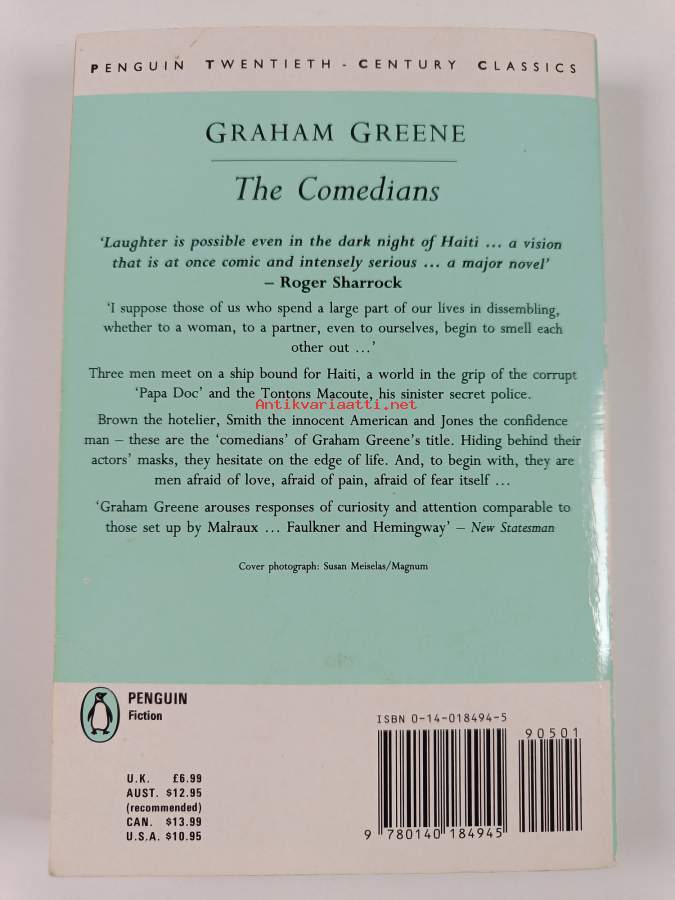 PENGUIN TWENTIETH-CENTURY CLASSICS
GRAHAM GREENE
The Comedians
‘Laughter is possible even in the dark night of Haiti ... a vision
that is at once comic and intensely serious ... a major novel’
– Roger Sharrock
‘I suppose those of us who spend a large part of our lives in dissembling,
whether to a woman, to a partner, even to ourselves, begin to smell each
other out ...’
Three men meet on a ship bound for Haiti, a world in the grip of the corrupt
‘Papa Doc’ and the Tontons Macoute, his sinister secret police.
Antikvariaatti.net
Brown the hotelier, Smith the innocent American and Jones the confidence
man – these are the ‘comedians’ of Graham Greene’s title. Hiding behind their
actors’ masks, they hesitate on the edge of life. And, to begin with, they are
men afraid of love, afraid of pain, afraid of fear itself ...
‘Graham Greene arouses responses of curiosity and attention comparable to
those set up by Malraux ... Faulkner and Hemingway’ – New Statesman
Cover photograph: Susan Meiselas/Magnum
PENGUIN
Fiction
U.K. £6.99
AUST. $12.95
(recommended)
CAN. $13.99
U.S.A. $10.95
ISBN 0-14-018494-5
90501
9 780140 184945